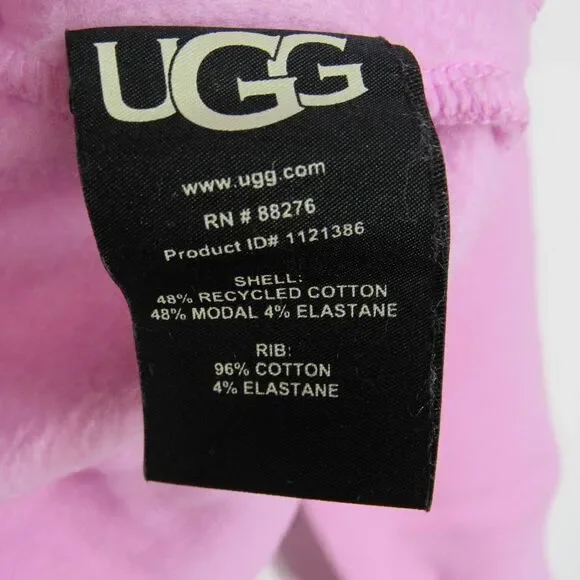 UGG
www.ugg.com
RN # 88276
Product ID# 1121386
SHELL:
48% RECYCLED COTTON
48% MODAL 4% ELASTANE
RIB:
96% COTTON
4% ELASTANE